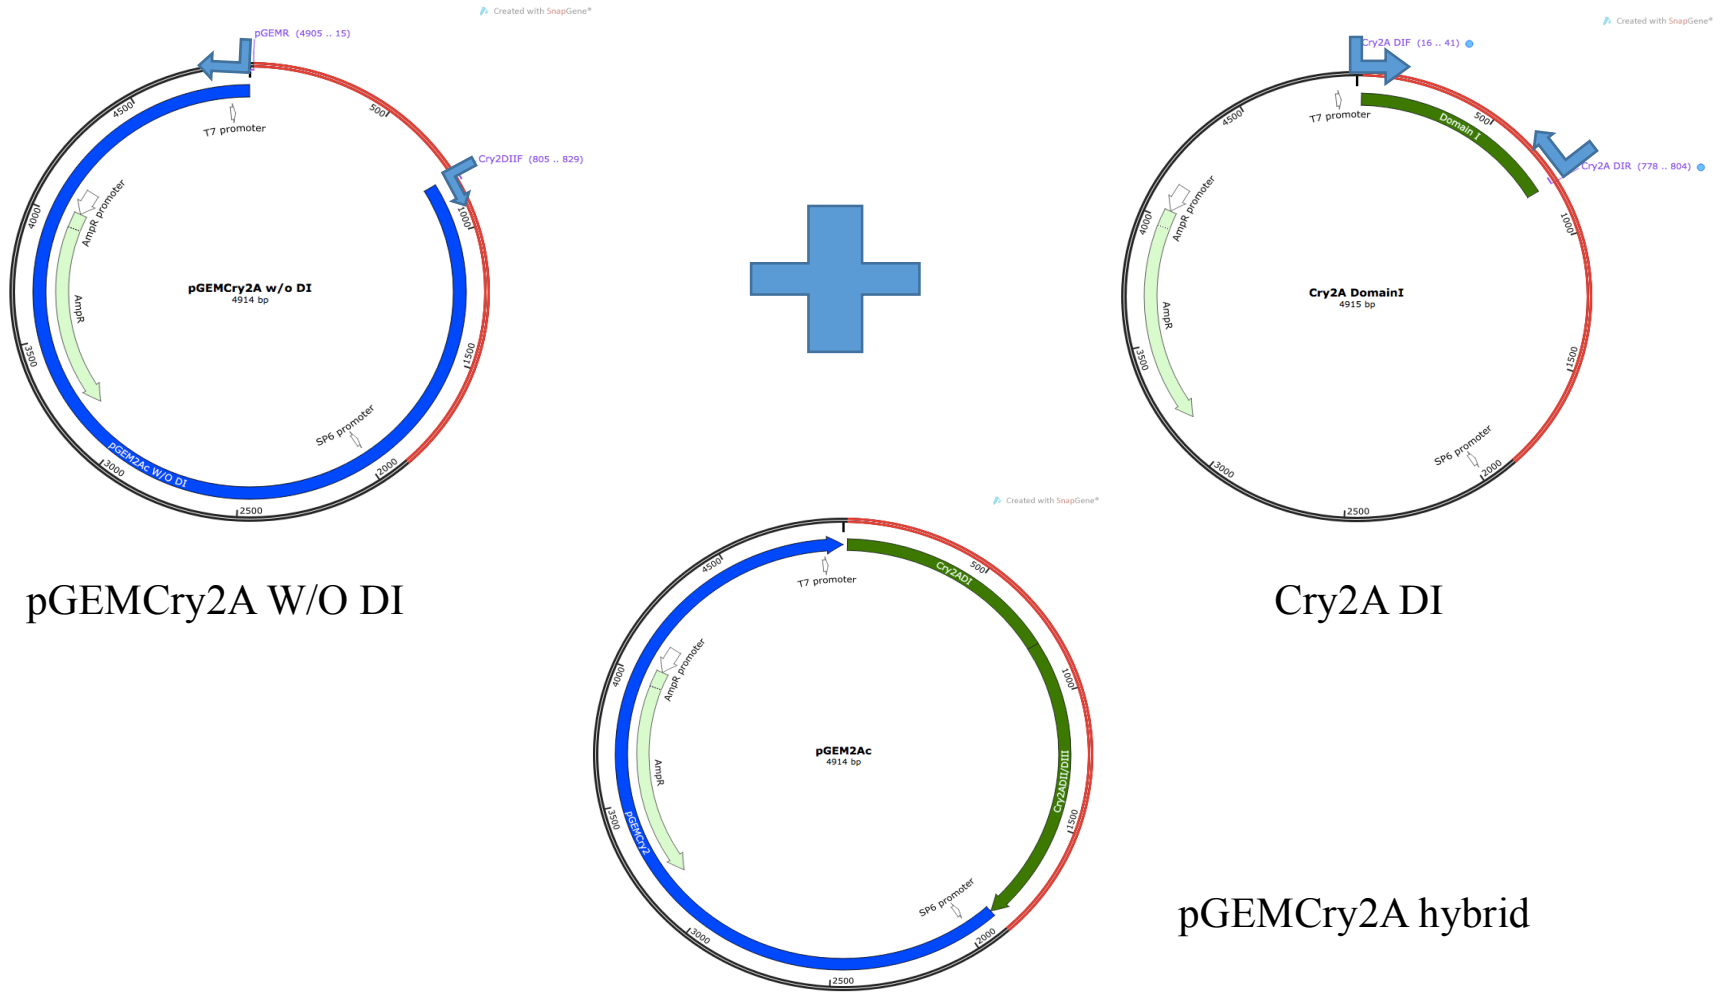 Created with SnapGene®
pGEMR (4905 .. 15)
4500
500
T7 promoter
Cry2DIIF (805 .. 829)
AmpR promoter
4000
1000
pGEMCry2A w/o DI
4914 bp
AmpR
3500
1500
SP6 promoter
pGEM2Ac W/O DI
3000
2000
2500
pGEMCry2A W/O DI
Created with SnapGene®
Cry2A DIF (16 .. 41)
4500
500
T7 promoter
Domain I
Cry2A DIR (778 .. 804)
AmpR promoter
4000
1000
Cry2A DomainI
4915 bp
AmpR
3500
1500
SP6 promoter
3000
2000
2500
Cry2A DI
Created with SnapGene®
4500
500
T7 promoter
Cry2ADI
AmpR promoter
4000
1000
pGEM2Ac
4914 bp
AmpR
Cry2ADII/DIII
3500
1500
pGEMCry2
SP6 promoter
3000
2000
2500
pGEMCry2A hybrid